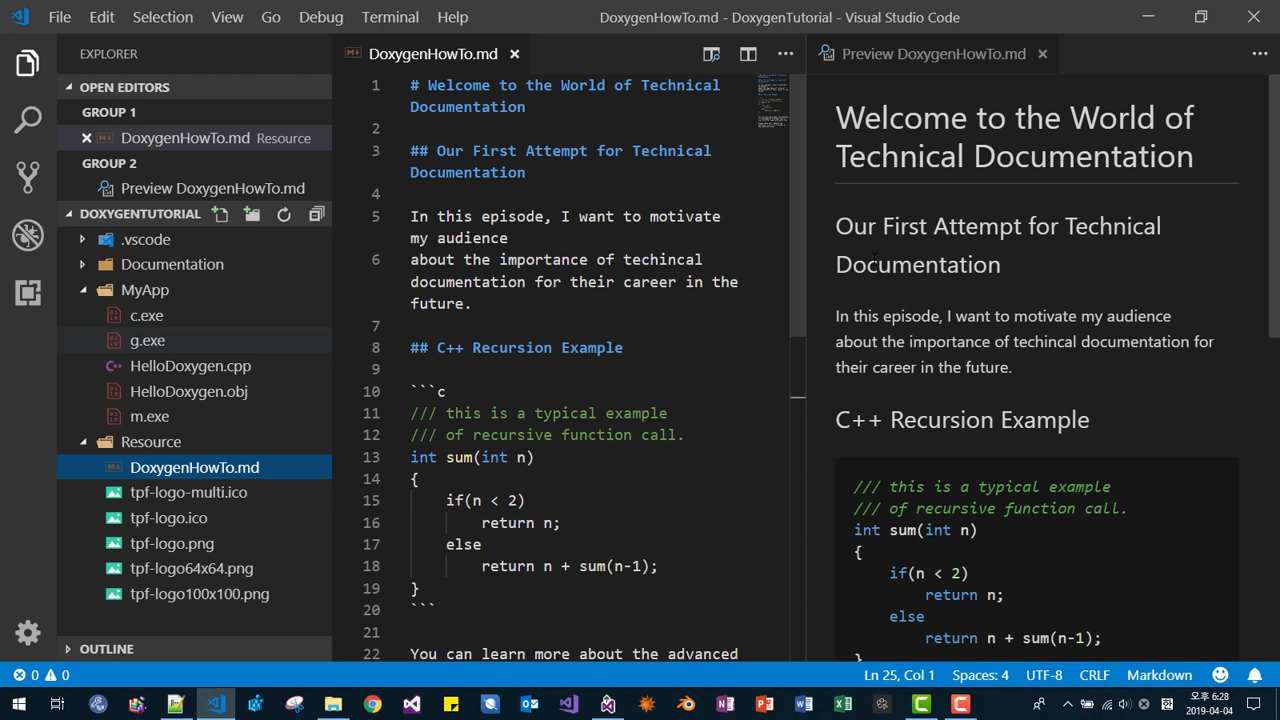 File Edit Selection View Go Debug Terminal Help
DoxygenHowTo.md - DoxygenTutorial - Visual Studio Code
EXPLORER
OPEN EDITORS
GROUP 1
DoxygenHowTo.md Resource
GROUP 2
Preview DoxygenHowTo.md
DOXYGENTUTORIAL
.vscode
Documentation
MyApp
c.exe
g.exe
HelloDoxygen.cpp
HelloDoxygen.obj
m.exe
Resource
DoxygenHowTo.md
tpf-logo-multi.ico
tpf-logo.ico
tpf-logo.png
tpf-logo64x64.png
tpf-logo100x100.png
OUTLINE
DoxygenHowTo.md
1 # Welcome to the World of Technical
Documentation
2
3 ## Our First Attempt for Technical
Documentation
4
5 In this episode, I want to motivate
my audience
6 about the importance of techincal
documentation for their career in the
future.
7
8 ## C++ Recursion Example
9
10 ```c
11 /// this is a typical example
12 /// of recursive function call.
13 int sum(int n)
14 {
15 if(n < 2)
16 return n;
17 else
18 return n + sum(n-1);
19 }
20 ```
21
22 You can learn more about the advanced
Preview DoxygenHowTo.md
Welcome to the World of
Technical Documentation
Our First Attempt for Technical
Documentation
In this episode, I want to motivate my audience
about the importance of techincal documentation for
their career in the future.
C++ Recursion Example
/// this is a typical example
/// of recursive function call.
int sum(int n)
{
if(n < 2)
return n;
else
return n + sum(n-1);
}
0 0
Ln 25, Col 1 Spaces: 4 UTF-8 CRLF Markdown
오후 6:28
2019-04-04